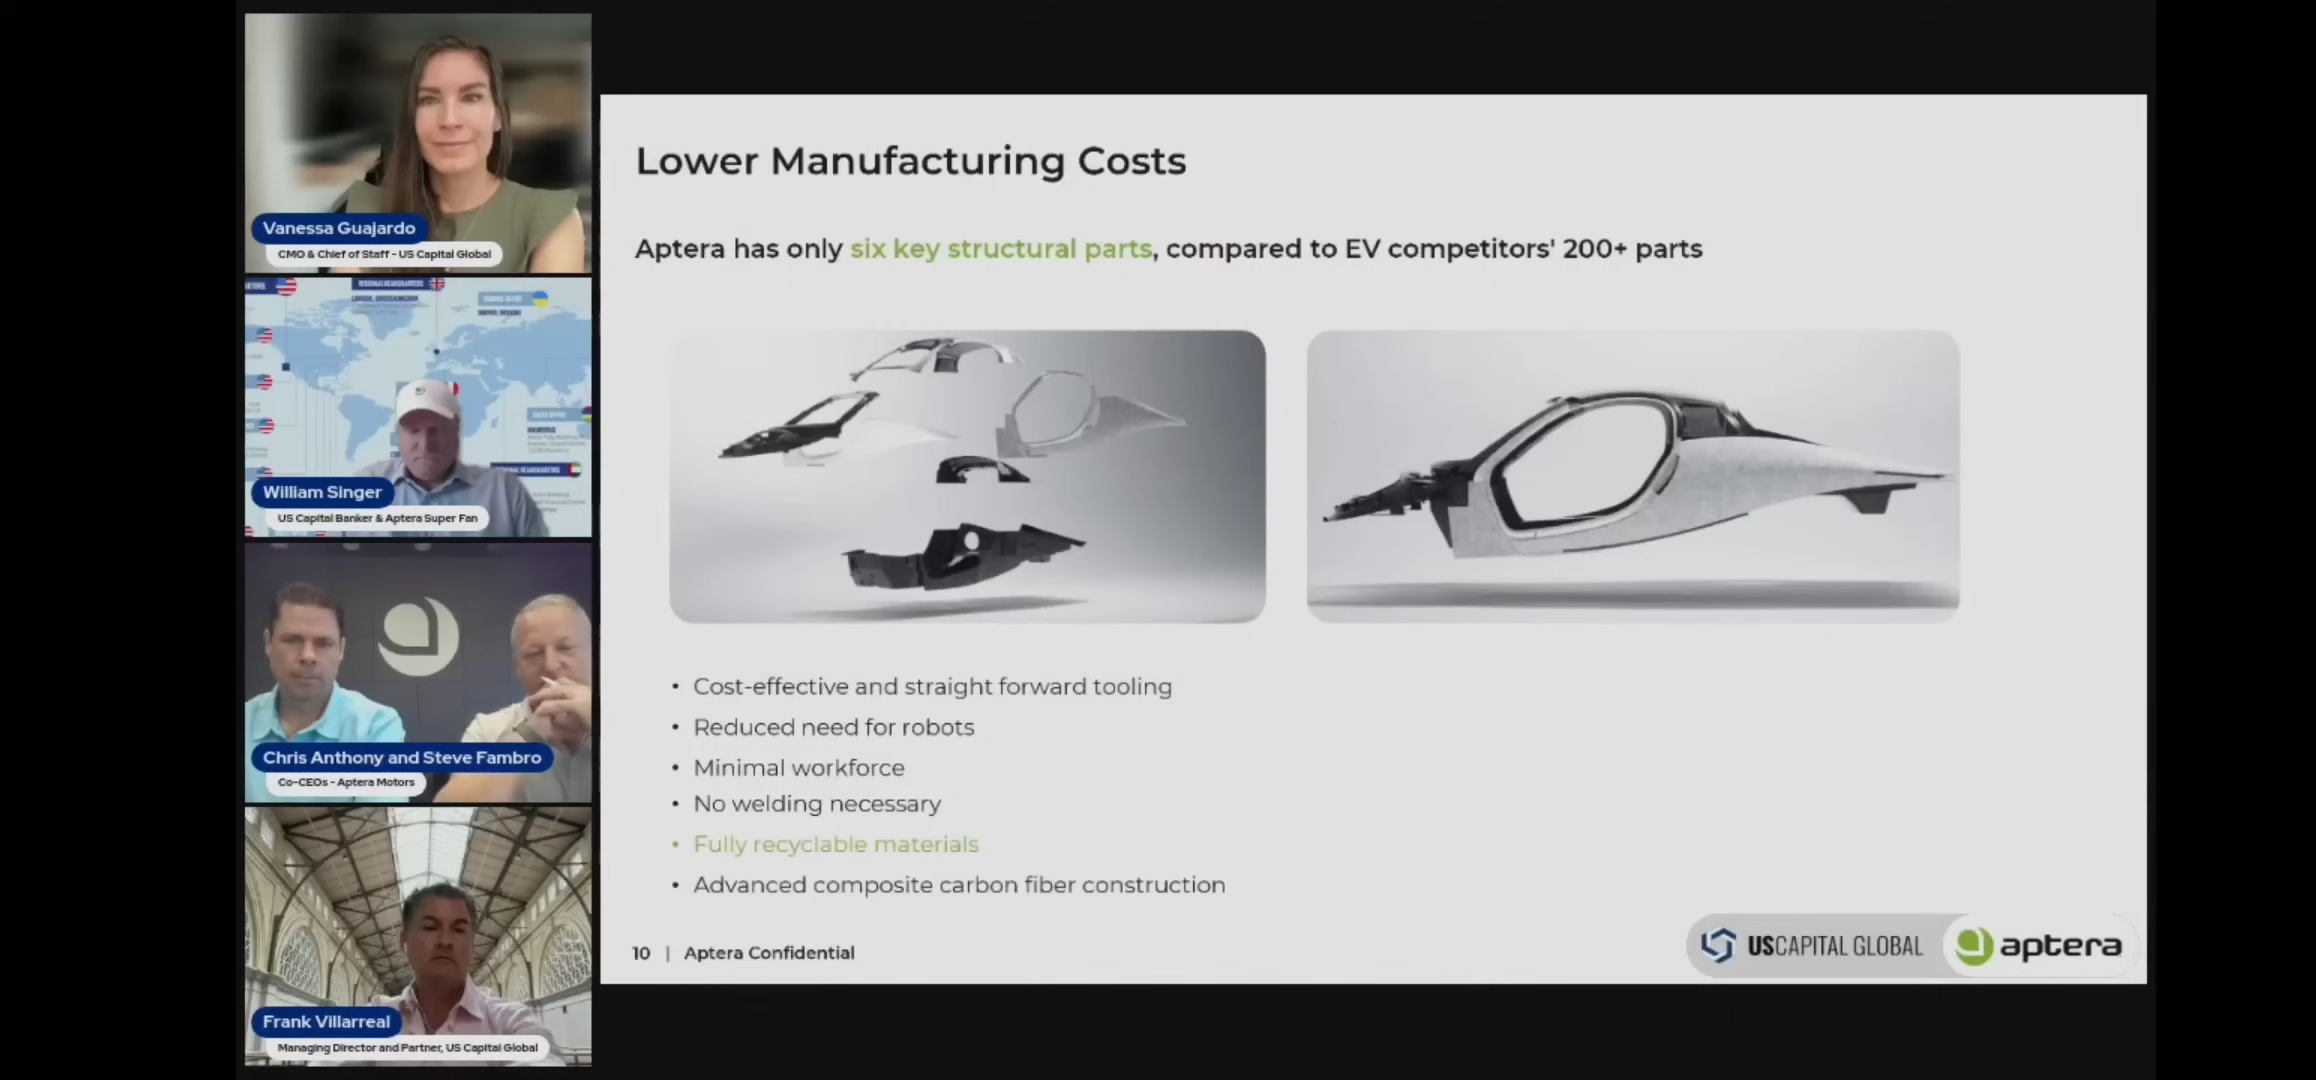 Vanessa Guajardo
CMO & Chief of Staff - US Capital Global
REGIONAL HEADQUARTERS
William Singer
US Capital Banker & Aptera Super Fan
Chris Anthony and Steve Fambro
Co-CEOs - Aptera Motors
Frank Villarreal
Managing Director and Partner, US Capital Global
Lower Manufacturing Costs
Aptera has only six key structural parts, compared to EV competitors' 200+ parts
• Cost-effective and straight forward tooling
• Reduced need for robots
• Minimal workforce
• No welding necessary
• Fully recyclable materials
• Advanced composite carbon fiber construction
10 | Aptera Confidential
USCAPITAL GLOBAL
aptera